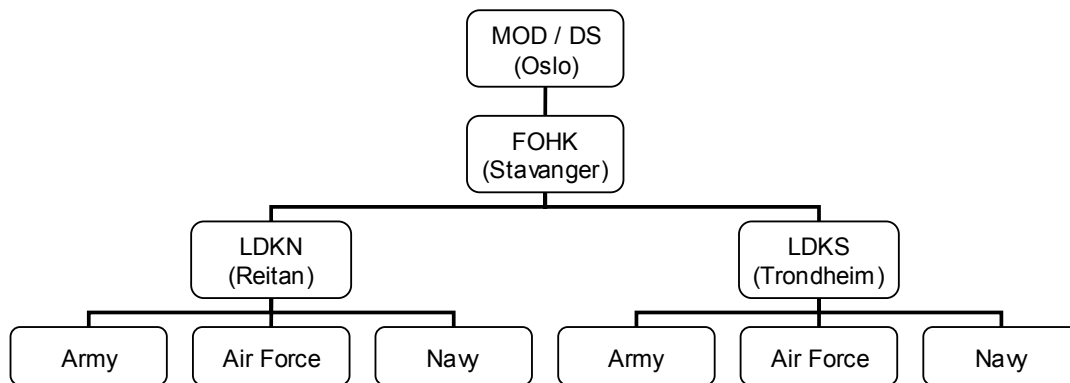 MOD / DS
(Oslo)
FOHK
(Stavanger)
LDKN
(Reitan)
LDKS
(Trondheim)
Army
Air Force
Navy
Army
Air Force
Navy